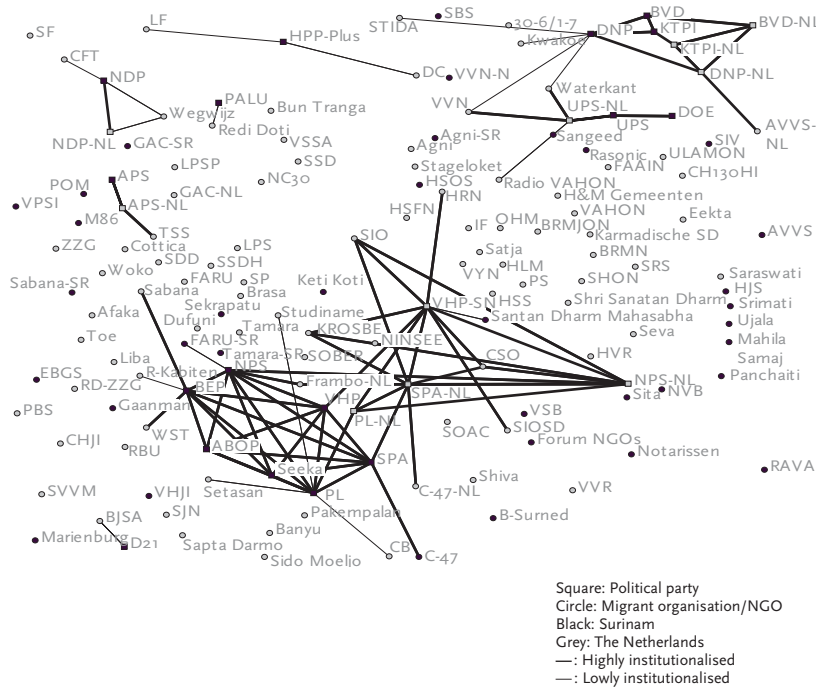 LF
STIDA
SBS
30-6/1-7
BVD
BVD-NL
SF
HPP-Plus
Kwakoe
DNP
KTPI
KTPI-NL
CFT
NDP
DC
VVN-N
DNP-NL
Waterkant
PALU
Bun Tranga
VVN
UPS-NL
DOE
Wegwijz
Redi Doti
UPS
AVVS-
NL
NDP-NL
GAC-SR
VSSA
Agni-SR
Agni
Sangeed
SIV
Rasonic
ULAMON
LPSP
SSD
Stageloket
FAAIN
CH130HI
APS
POM
NC30
HSOS
Radio VAHON
GAC-NL
HRN
H&M Gemeenten
VPSI
APS-NL
HSFN
VAHON
Eekta
M86
TSS
IF
OHM
BRMJON
Karmadische SD
AVVS
SIO
ZZG
Cottica
LPS
Satja
BRMN
SDD
SSDH
VYN
HLM
SRS
Woko
Saraswati
Sabana-SR
Sabana
FARU
SP
Keti Koti
PS
SHON
HJS
Brasa
VHP-SN
HSS
Shri Sanatan Dharm
Srimati
Afaka
Sekrapatu
Studiname
Santan Dharm Mahasabha
Dufuni
Ujala
Toe
Tamara
KROSBE
Seva
FARU-SR
NINSEE
Mahila
Samaj
Liba
Tamara-SR
SOBER
CSO
HVR
NPS
R-Kabiten
Panchaiti
EBGS
RD-ZZG
BEP
Frambo-NL
SPA-NL
NPS-NL
NVB
Sita
Gaanman
VHP
PBS
PL-NL
VSB
WST
SOAC
SIOSD
CHJI
RBU
ABOP
Forum NGOs
Notarissen
SPA
Seeka
RAVA
Setasan
Shiva
SVVM
VHJI
PL
C-47-NL
VVR
SJN
Pakempalan
BJSA
B-Surned
Marienburg
D21
Sapta Darmo
Banyu
CB
C-47
Sido Moelio
Square: Political party
Circle: Migrant organisation/NGO
Black: Surinam
Grey: The Netherlands
—: Highly institutionalised
—: Lowly institutionalised